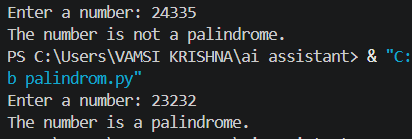 Enter a number: 24335
The number is not a palindrome.
PS C:\Users\VAMSI KRISHNA\ai assistant> & "C:
b palindrom.py"
Enter a number: 23232
The number is a palindrome.